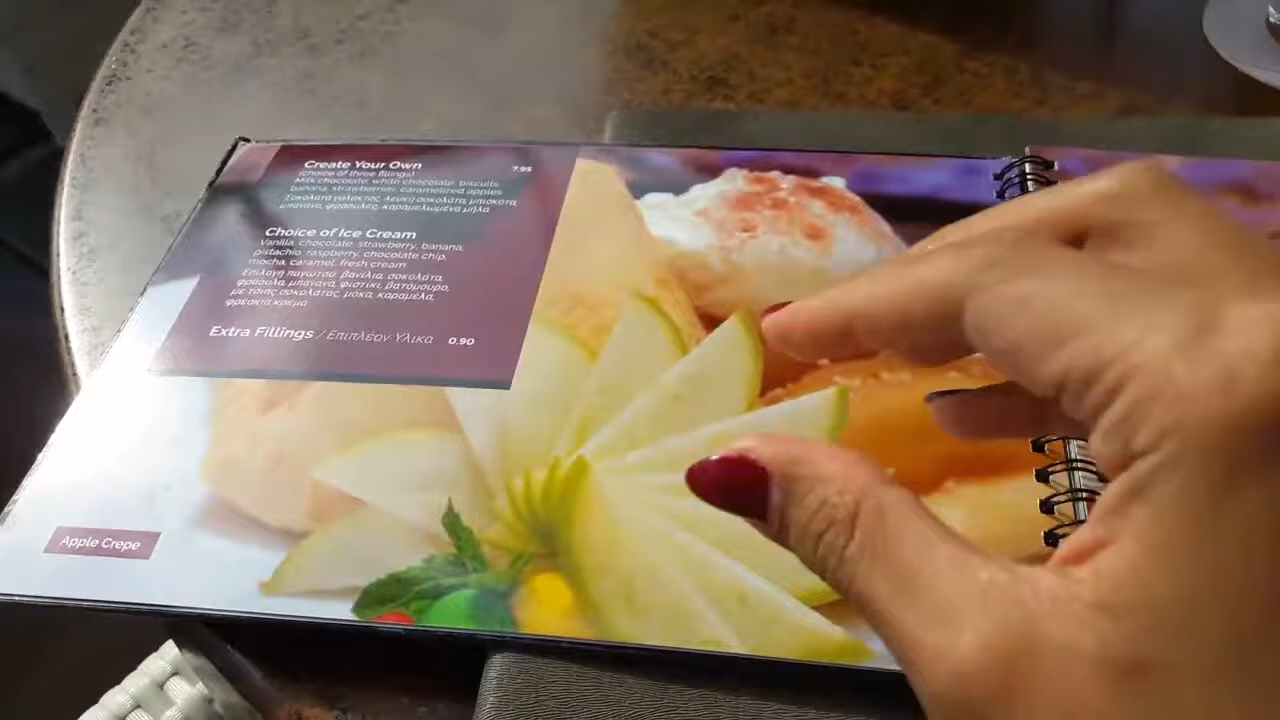 Create Your Own 7.95
(choice of three fillings)
Milk chocolate, white chocolate, biscuits,
banana, strawberries, caramelized apples
Σοκολάτα γάλακτος, λευκή σοκολάτα, μπισκότα,
μπανάνα, φράουλες, καραμελωμένα μήλα
Choice of Ice Cream
Vanilla, chocolate, strawberry, banana,
pistachio, raspberry, chocolate chip,
mocha, caramel, fresh cream
Επιλογή παγωτού: βανίλια, σοκολάτα,
φράουλα, μπανάνα, φιστίκι, βατόμουρο,
με τσιπς σοκολάτας, μόκα, καραμέλα,
φρέσκια κρέμα
Extra Fillings / Επιπλέον Υλικα 0.90
Apple Crepe